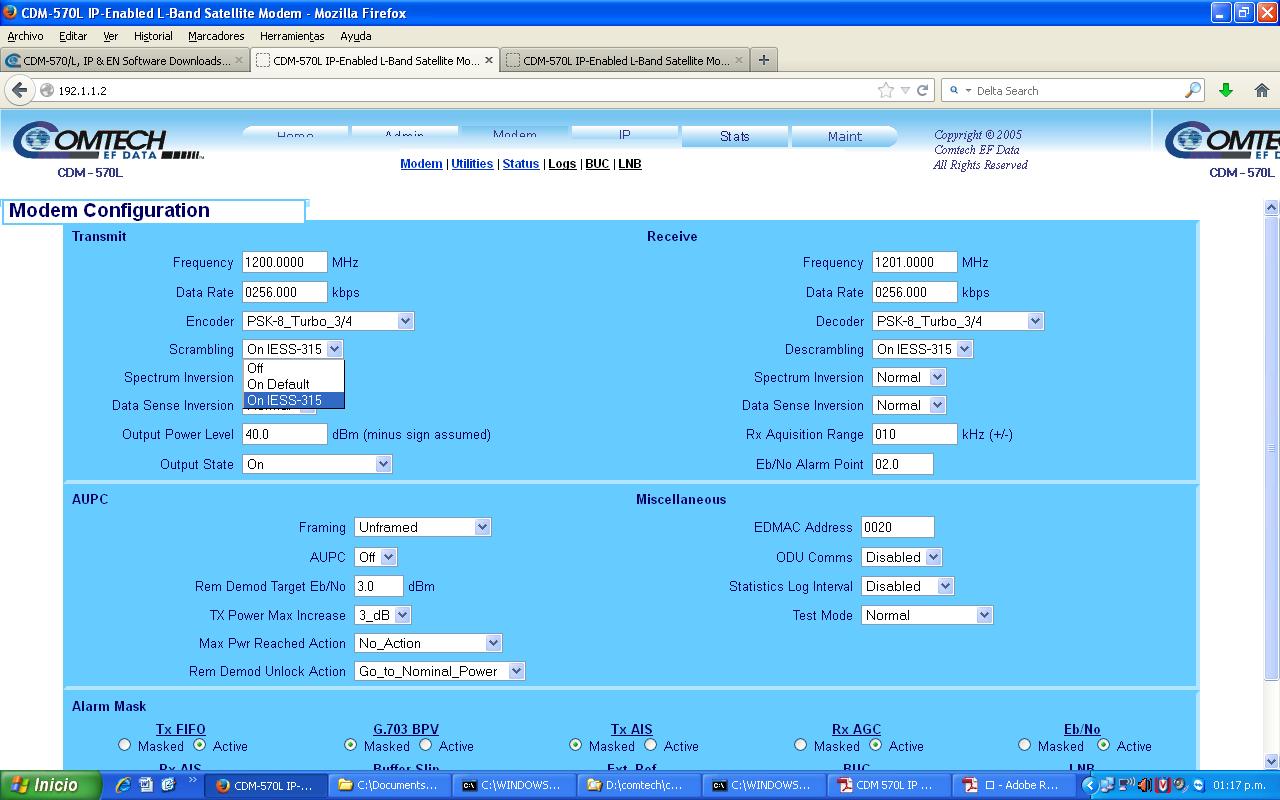 CDM-570L IP-Enabled L-Band Satellite Modem - Mozilla Firefox
Archivo Editar Ver Historial Marcadores Herramientas Ayuda
CDM-570/L, IP & EN Software Downloads... CDM-570L IP-Enabled L-Band Satellite Mo... CDM-570L IP-Enabled L-Band Satellite Mo...
192.1.1.2 Delta Search
COMTECH EF DATA
CDM - 570L
Home Admin Modem IP Stats Maint
Modem | Utilities | Status | Logs | BUC | LNB
Copyright © 2005
Comtech EF Data
All Rights Reserved
COMTECH EF D
CDM - 570L
Modem Configuration
Transmit Receive
Frequency 1200.0000 MHz Frequency 1201.0000 MHz
Data Rate 0256.000 kbps Data Rate 0256.000 kbps
Encoder PSK-8_Turbo_3/4 Decoder PSK-8_Turbo_3/4
Scrambling On IESS-315 Descrambling On IESS-315
Off
Spectrum Inversion On Default Spectrum Inversion Normal
On IESS-315
Data Sense Inversion Normal Data Sense Inversion Normal
Output Power Level 40.0 dBm (minus sign assumed) Rx Aquisition Range 010 kHz (+/-)
Output State On Eb/No Alarm Point 02.0
AUPC Miscellaneous
Framing Unframed EDMAC Address 0020
AUPC Off ODU Comms Disabled
Rem Demod Target Eb/No 3.0 dBm Statistics Log Interval Disabled
TX Power Max Increase 3_dB Test Mode Normal
Max Pwr Reached Action No_Action
Rem Demod Unlock Action Go_to_Nominal_Power
Alarm Mask
Tx FIFO G.703 BPV Tx AIS Rx AGC Eb/No
Masked Active Masked Active Masked Active Masked Active Masked Active
Rx AIS Buffer Slip Ext. Ref BUC LNB
Inicio » CDM-570L IP-... C:\Documents... C:\WINDOWS... D:\comtech\c... C:\WINDOWS... CDM 570L IP ... - Adobe R... 01:17 p.m.